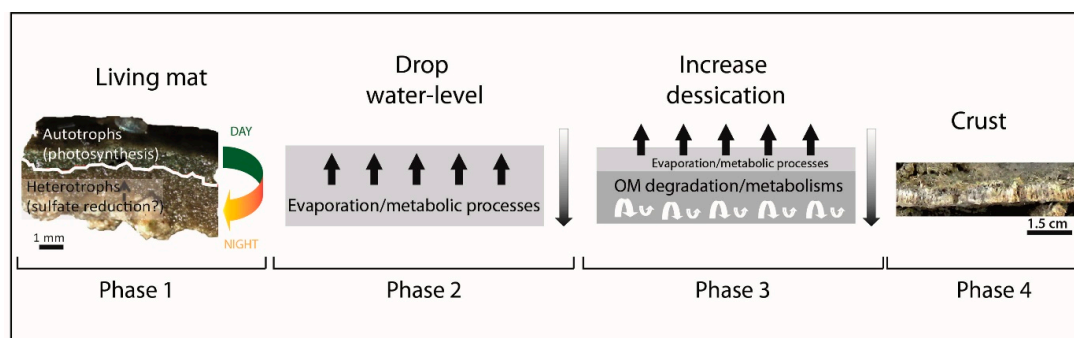 Living mat
Autotrophs
(photosynthesis)
Heterotrophs
(sulfate reduction?)
1 mm
DAY
NIGHT
Phase 1
Drop
water-level
Evaporation/metabolic processes
Phase 2
Increase
dessication
Evaporation/metabolic processes
OM degradation/metabolisms
Phase 3
Crust
1.5 cm
Phase 4